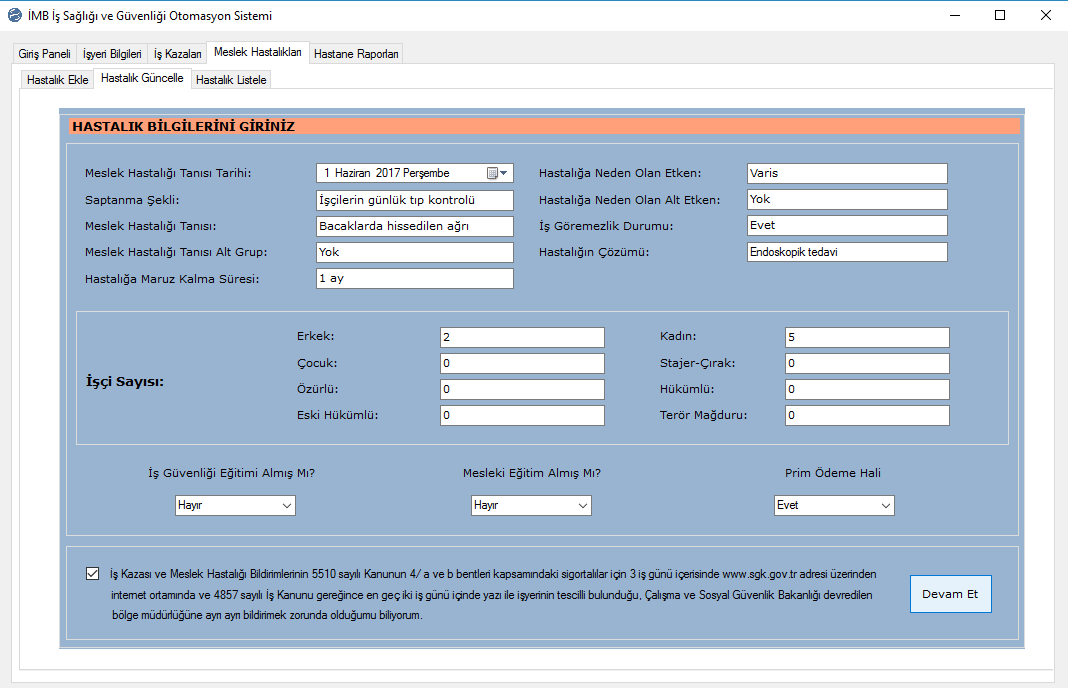 İMB İş Sağlığı ve Güvenliği Otomasyon Sistemi
Giriş Paneli İşyeri Bilgileri İş Kazaları Meslek Hastalıkları Hastane Raporları
Hastalık Ekle Hastalık Güncelle Hastalık Listele
HASTALIK BİLGİLERİNİ GİRİNİZ
Meslek Hastalığı Tanısı Tarihi: 1 Haziran 2017 Perşembe Hastalığa Neden Olan Etken: Varis
Saptanma Şekli: İşçilerin günlük tıp kontrolü Hastalığa Neden Olan Alt Etken: Yok
Meslek Hastalığı Tanısı: Bacaklarda hissedilen ağrı İş Göremezlik Durumu: Evet
Meslek Hastalığı Tanısı Alt Grup: Yok Hastalığın Çözümü: Endoskopik tedavi
Hastalığa Maruz Kalma Süresi: 1 ay
Erkek: 2 Kadın: 5
Çocuk: 0 Stajer-Çırak: 0
İşçi Sayısı:
Özürlü: 0 Hükümlü: 0
Eski Hükümlü: 0 Terör Mağduru: 0
İş Güvenliği Eğitimi Almış Mı? Mesleki Eğitim Almış Mı? Prim Ödeme Hali
Hayır Hayır Evet
İş Kazası ve Meslek Hastalığı Bildirimlerinin 5510 sayılı Kanunun 4/ a ve b bentleri kapsamındaki sigortalılar için 3 iş günü içerisinde www.sgk.gov.tr adresi üzerinden
internet ortamında ve 4857 sayılı İş Kanunu gereğince en geç iki iş günü içinde yazı ile işyerinin tescilli bulunduğu, Çalışma ve Sosyal Güvenlik Bakanlığı devredilen
bölge müdürlüğüne ayrı ayrı bildirimek zorunda olduğumu biliyorum.
Devam Et